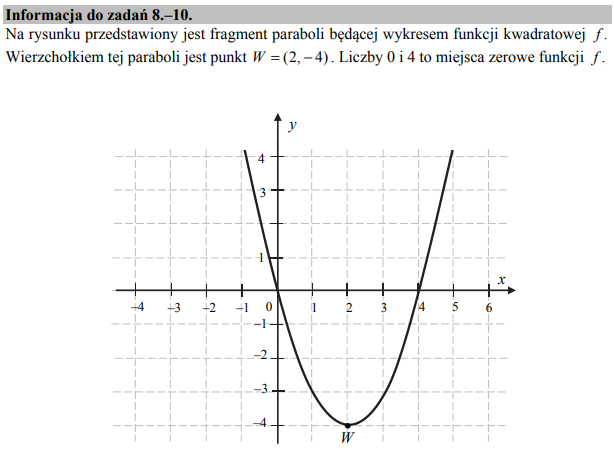 Informacja do zadań 8.–10.
Na rysunku przedstawiony jest fragment paraboli będącej wykresem funkcji kwadratowej f.
Wierzchołkiem tej paraboli jest punkt W = (2, −4). Liczby 0 i 4 to miejsca zerowe funkcji f.
y
4
3
1
x
–4 –3 –2 –1 0 1 2 3 4 5 6
–1
–2
–3
–4
W